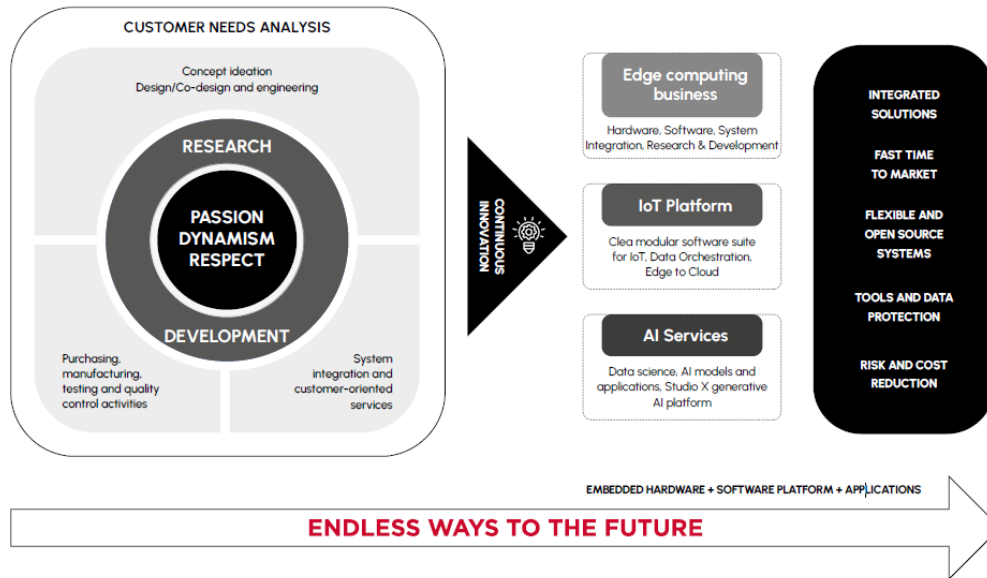 CUSTOMER NEEDS ANALYSIS
Concept ideation
Design/Co-design and engineering
RESEARCH
PASSION
DYNAMISM
RESPECT
DEVELOPMENT
Purchasing,
manufacturing,
testing and quality
control activities
System
integration and
customer-oriented
services
CONTINUOUS
INNOVATION
Edge computing
business
Hardware, Software, System
Integration, Research & Development
IoT Platform
Clea modular software suite
for IoT, Data Orchestration,
Edge to Cloud
AI Services
Data science, AI models and
applications, Studio X generative
AI platform
INTEGRATED
SOLUTIONS
FAST TIME
TO MARKET
FLEXIBLE AND
OPEN SOURCE
SYSTEMS
TOOLS AND DATA
PROTECTION
RISK AND COST
REDUCTION
EMBEDDED HARDWARE + SOFTWARE PLATFORM + APPLICATIONS
ENDLESS WAYS TO THE FUTURE